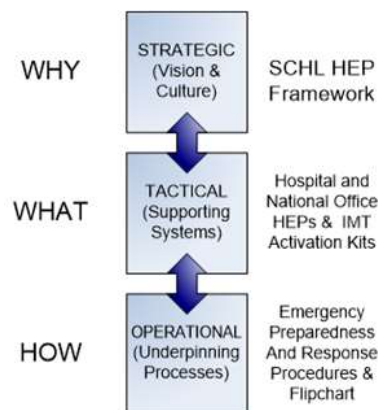 WHY
STRATEGIC
(Vision &
Culture)
SCHL HEP
Framework
WHAT
TACTICAL
(Supporting
Systems)
Hospital and
National Office
HEPs & IMT
Activation Kits
HOW
OPERATIONAL
(Underpinning
Processes)
Emergency
Preparedness
And Response
Procedures &
Flipchart